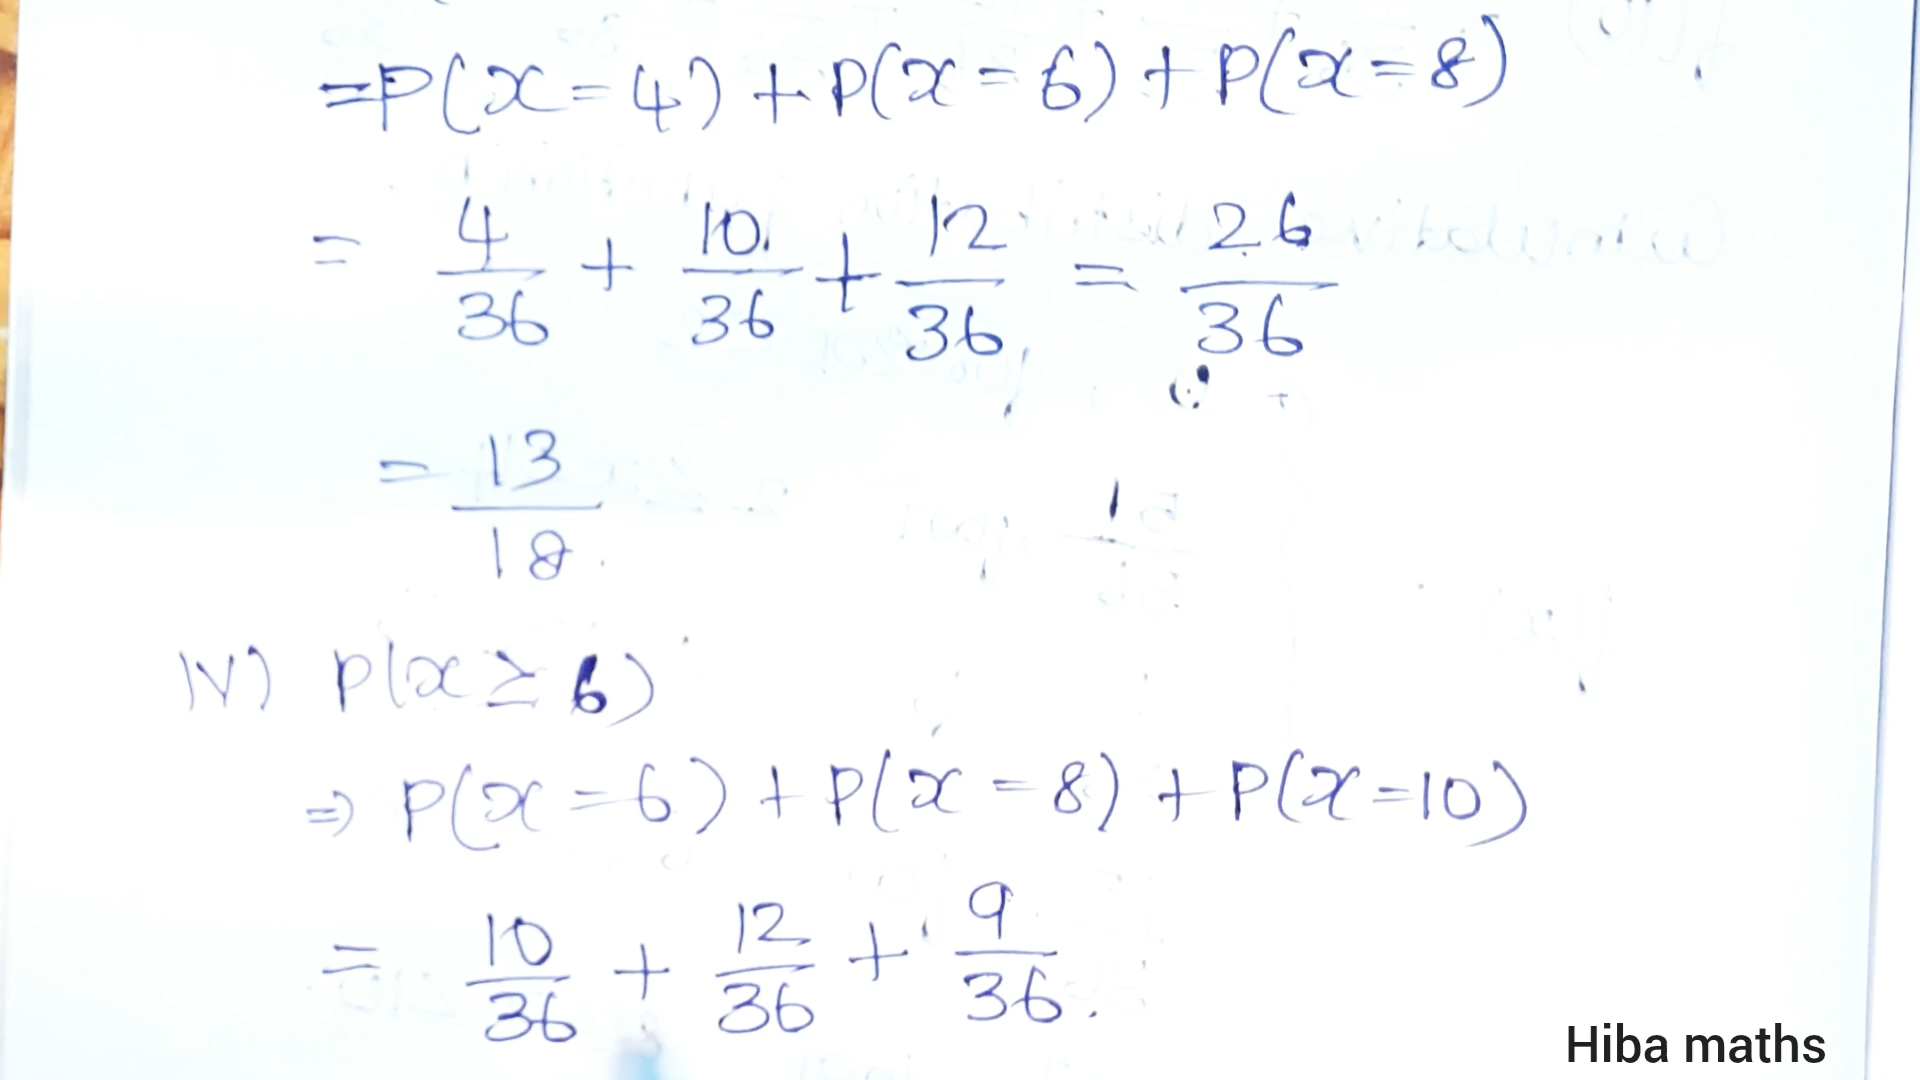 =P(x=4)+P(x=6)+P(x=8)
= 4/36 + 10/36 + 12/36 = 26/36
= 13/18
IV) P(x≥6)
⇒ P(x=6)+P(x=8)+P(x=10)
= 10/36 + 12/36 + 9/36.
Hiba maths